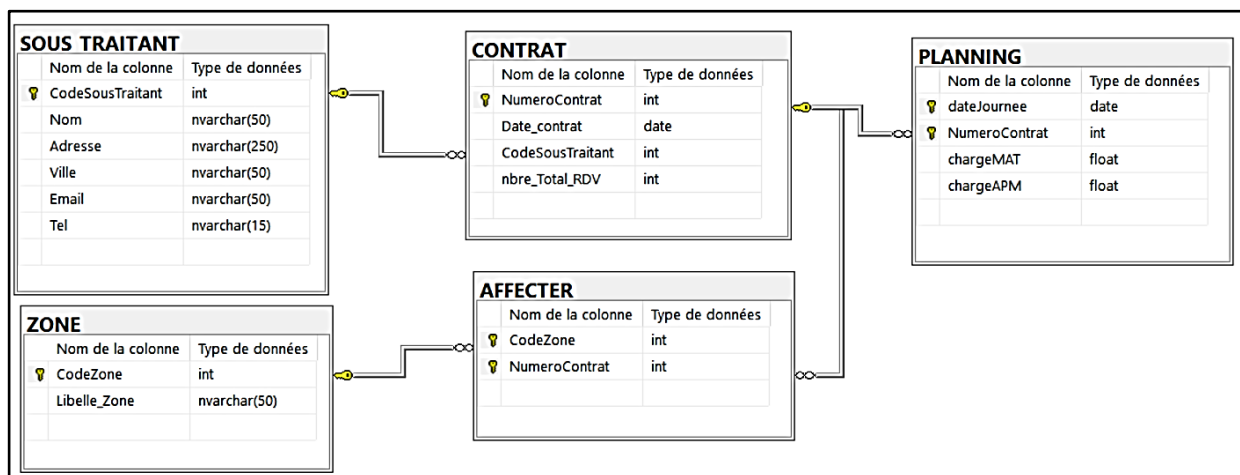 SOUS TRAITANT
Nom de la colonne Type de données
CodeSousTraitant int
Nom nvarchar(50)
Adresse nvarchar(250)
Ville nvarchar(50)
Email nvarchar(50)
Tel nvarchar(15)
CONTRAT
Nom de la colonne Type de données
NumeroContrat int
Date_contrat date
CodeSousTraitant int
nbre_Total_RDV int
PLANNING
Nom de la colonne Type de données
dateJournee date
NumeroContrat int
chargeMAT float
chargeAPM float
ZONE
Nom de la colonne Type de données
CodeZone int
Libelle_Zone nvarchar(50)
AFFECTER
Nom de la colonne Type de données
CodeZone int
NumeroContrat int